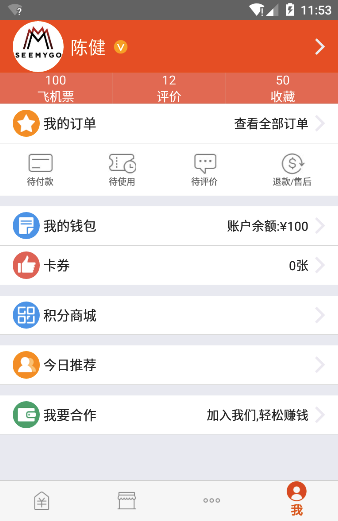 11:53
SEEMYGO
陈健
V
100
12
50
飞机票
评价
收藏
我的订单
查看全部订单
待付款
待使用
待评价
退款/售后
我的钱包
账户余额:¥100
卡券
0张
积分商城
今日推荐
我要合作
加入我们,轻松赚钱
我